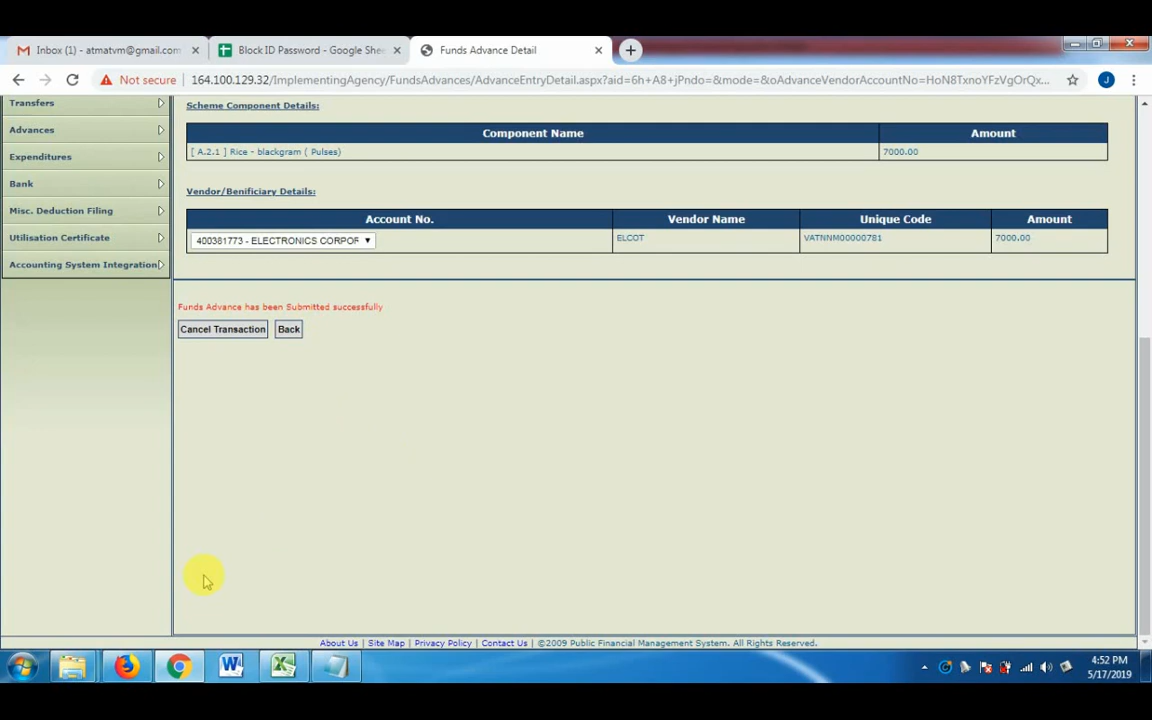 Inbox (1) - atmatvm@gmail.com
Block ID Password - Google She
Funds Advance Detail
Not secure
164.100.129.32/ImplementingAgency/FundsAdvances/AdvanceEntryDetail.aspx?aid=6h+A8+jPndo=&mode=&oAdvanceVendorAccountNo=HoN8TxnoYFzVgOrQx...
J
Transfers
Advances
Expenditures
Bank
Misc. Deduction Filing
Utilisation Certificate
Accounting System Integration
Scheme Component Details:
Component Name Amount
[ A.2.1 ] Rice - blackgram ( Pulses) 7000.00
Vendor/Benificiary Details:
Account No. Vendor Name Unique Code Amount
400381773 - ELECTRONICS CORPOR ELCOT VATNNM00000781 7000.00
Funds Advance has been Submitted successfully
Cancel Transaction Back
About Us | Site Map | Privacy Policy | Contact Us | ©2009 Public Financial Management System. All Rights Reserved.
4:52 PM
5/17/2019